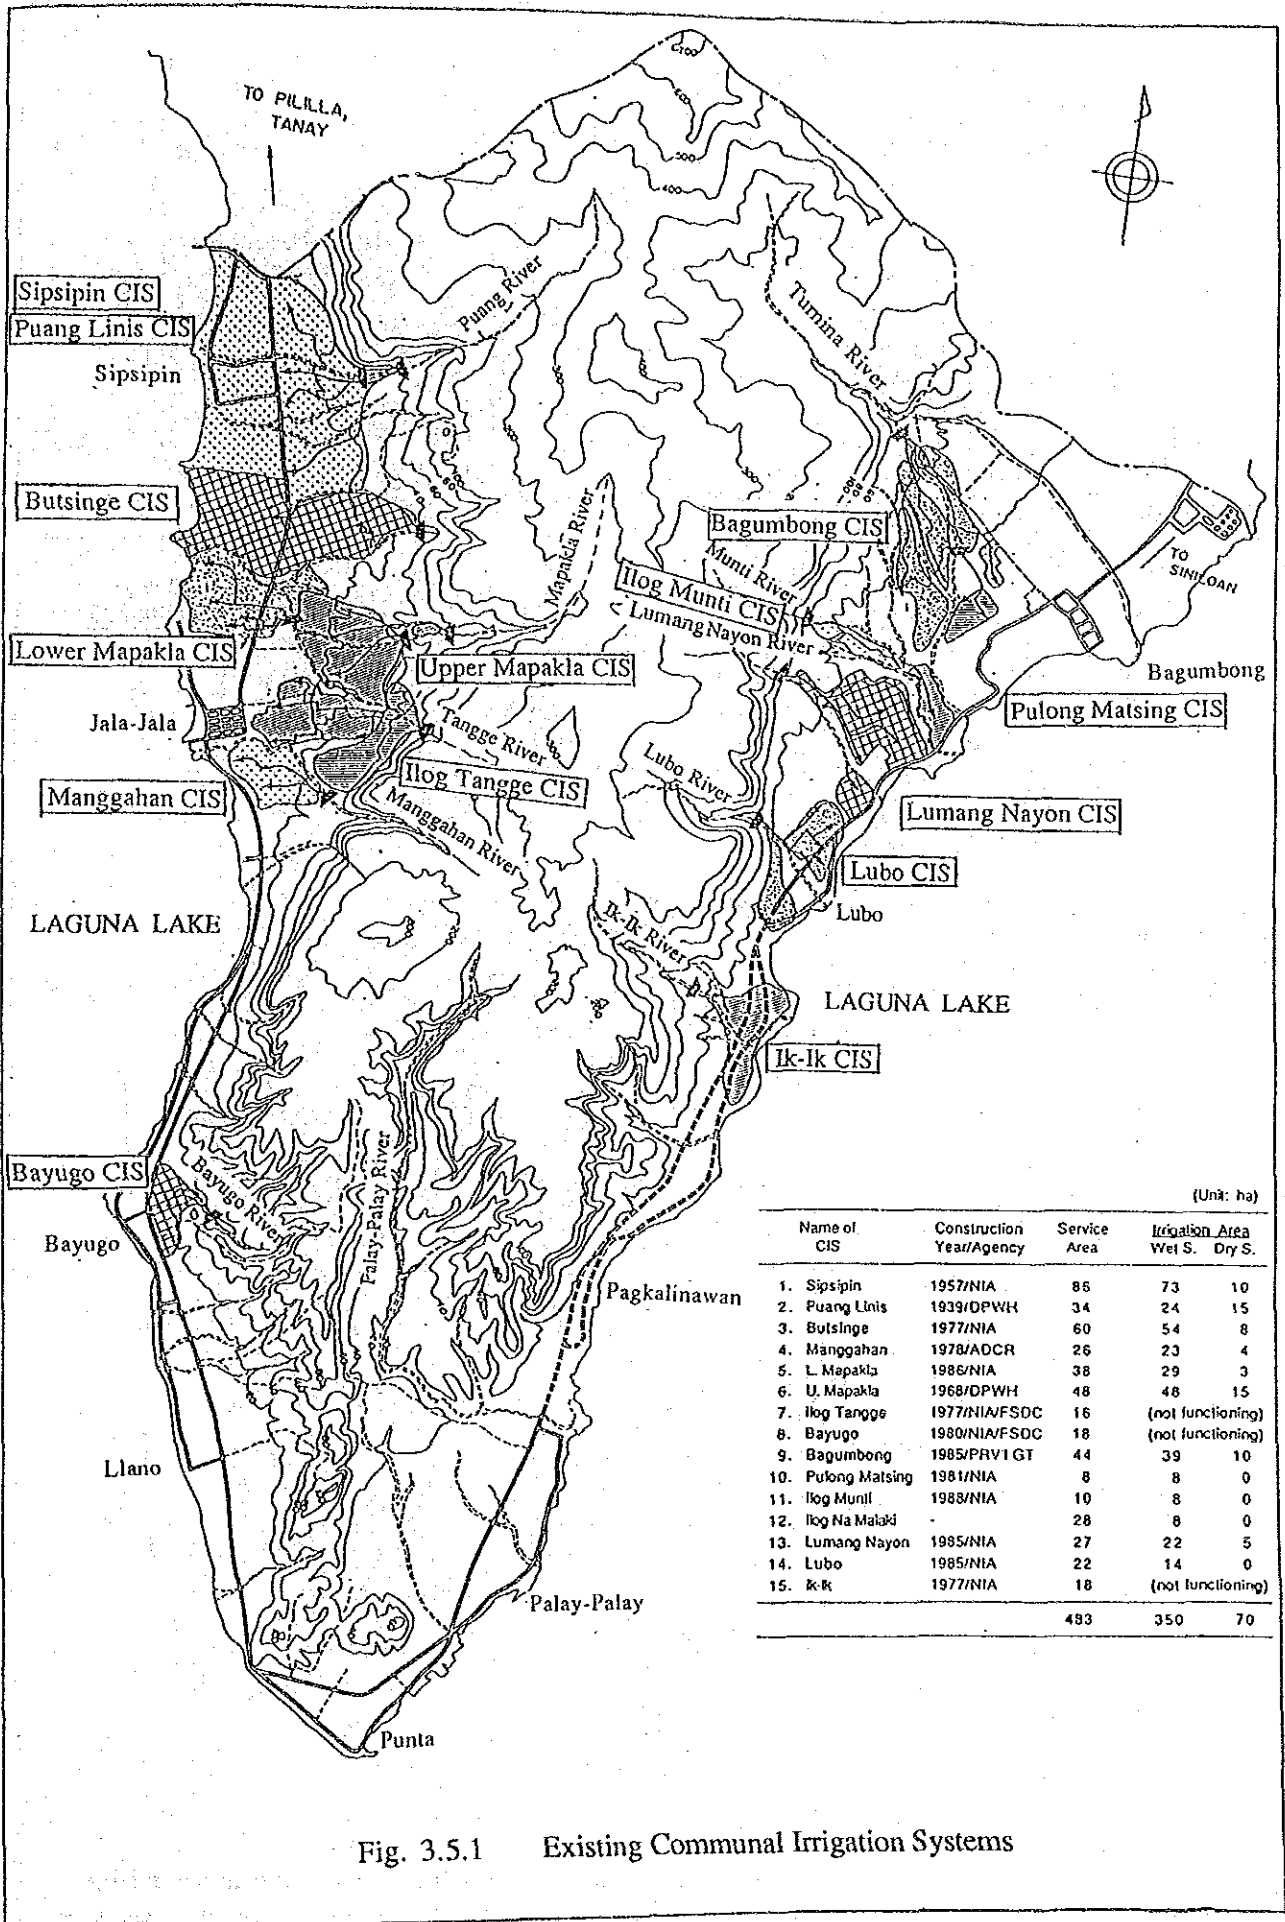 TO PILILLA,
TANAY
700
600
500
400
Sipsipin CIS
Puang Linis CIS
Sipsipin
Puang River
Tumina River
Butsinge CIS
Bagumbong CIS
Mapakla River
Munti River
Ilog Munti CIS
Lumang Nayon River
TO
SINILOAN
Lower Mapakla CIS
Upper Mapakla CIS
Bagumbong
Pulong Matsing CIS
Jala-Jala
Tangge River
Lubo River
Ilog Tangge CIS
Manggahan CIS
Manggahan River
Lumang Nayon CIS
Lubo CIS
Lubo
LAGUNA LAKE
Ik-Ik River
LAGUNA LAKE
Ik-Ik CIS
Bayugo CIS
Bayugo River
Palay-Palay River
Bayugo
Pagkalinawan
Llano
Palay-Palay
Punta
(Unit: ha)
Name of CIS Construction Year/Agency Service Area Irrigation Area Wet S. Dry S.
1. Sipsipin 1957/NIA 86 73 10
2. Puang Linis 1939/DPWH 34 24 15
3. Butsinge 1977/NIA 60 54 8
4. Manggahan 1978/ADCR 26 23 4
5. L. Mapakla 1986/NIA 38 29 3
6. U. Mapakla 1968/DPWH 48 48 15
7. Ilog Tangge 1977/NIA/FSDC 16 (not functioning)
8. Bayugo 1980/NIA/FSDC 18 (not functioning)
9. Bagumbong 1985/PRV'l GT 44 39 10
10. Pulong Matsing 1981/NIA 8 8 0
11. Ilog Munti 1988/NIA 10 8 0
12. Ilog Na Malaki - 28 8 0
13. Lumang Nayon 1985/NIA 27 22 5
14. Lubo 1985/NIA 22 14 0
15. Ik-Ik 1977/NIA 18 (not functioning)
483 350 70
Fig. 3.5.1 Existing Communal Irrigation Systems